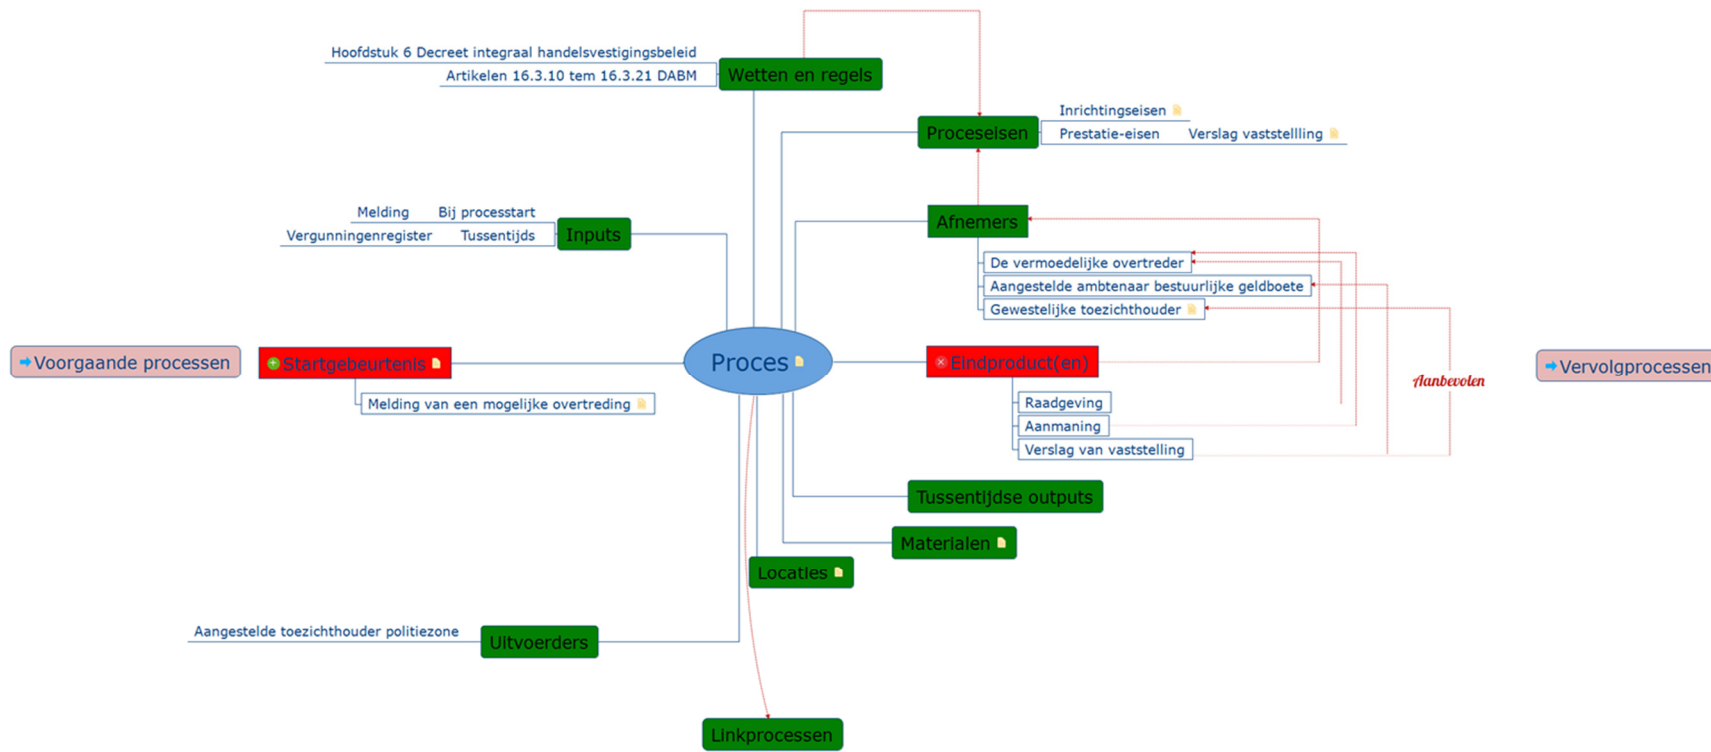 Hoofdstuk 6 Decreet integraal handelsvestigingsbeleid
Artikelen 16.3.10 tem 16.3.21 DABM
Wetten en regels
Proceseisen
Inrichtingseisen
Prestatie-eisen Verslag vaststellling
Melding Bij processtart
Vergunningenregister Tussentijds
Inputs
Afnemers
De vermoedelijke overtreder
Aangestelde ambtenaar bestuurlijke geldboete
Gewestelijke toezichthouder
Voorgaande processen
Startgebeurtenis
Melding van een mogelijke overtreding
Proces
Eindproduct(en)
Raadgeving
Aanmaning
Verslag van vaststelling
Aanbevolen
Vervolgprocessen
Tussentijdse outputs
Materialen
Locaties
Aangestelde toezichthouder politiezone
Uitvoerders
Linkprocessen